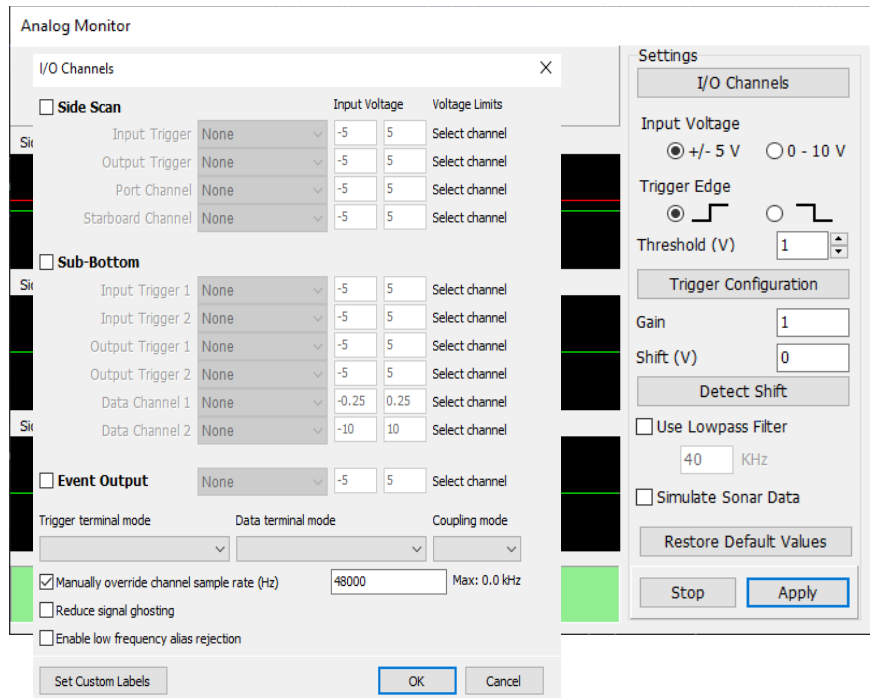 Analog Monitor
I/O Channels
Side Scan Input Voltage Voltage Limits
Input Trigger None -5 5 Select channel
Output Trigger None -5 5 Select channel
Port Channel None -5 5 Select channel
Starboard Channel None -5 5 Select channel
Sub-Bottom
Input Trigger 1 None -5 5 Select channel
Input Trigger 2 None -5 5 Select channel
Output Trigger 1 None -5 5 Select channel
Output Trigger 2 None -5 5 Select channel
Data Channel 1 None -0.25 0.25 Select channel
Data Channel 2 None -10 10 Select channel
Event Output None -5 5 Select channel
Trigger terminal mode Data terminal mode Coupling mode
Manually override channel sample rate (Hz) 48000 Max: 0.0 kHz
Reduce signal ghosting
Enable low frequency alias rejection
Set Custom Labels OK Cancel
Settings
I/O Channels
Input Voltage
+/- 5 V 0 - 10 V
Trigger Edge
Threshold (V) 1
Trigger Configuration
Gain 1
Shift (V) 0
Detect Shift
Use Lowpass Filter
40 KHz
Simulate Sonar Data
Restore Default Values
Stop Apply